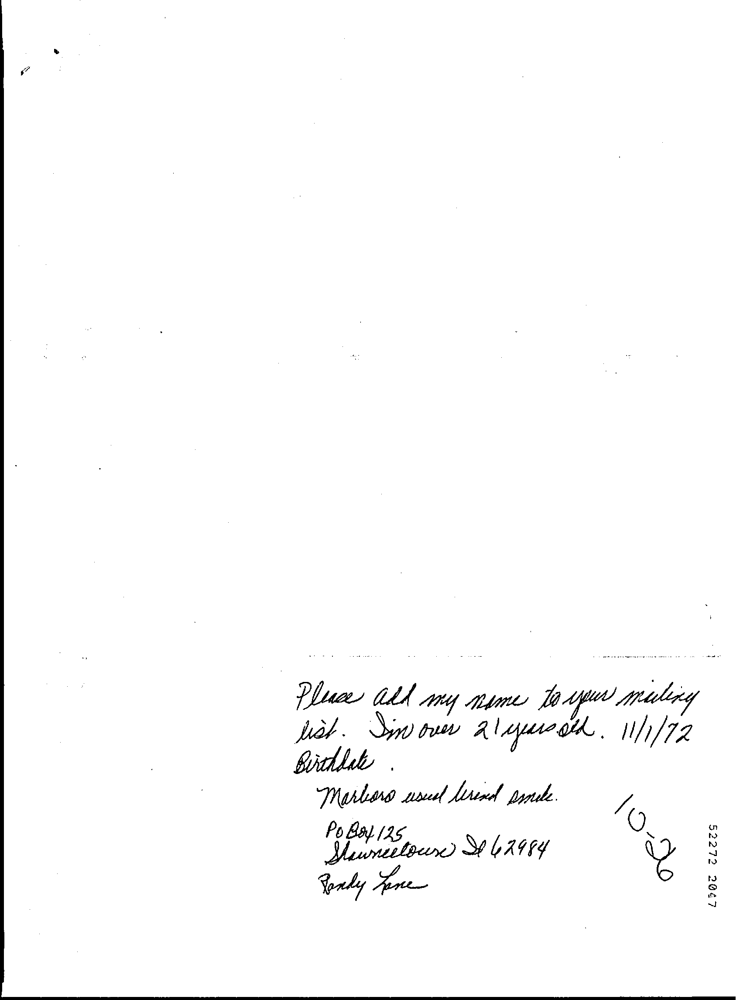 Please add my name to your mailing
list. I'm over 21 years old. 11/1/72
Birthdate.
Marlboro usual brand smoke.
PO Box 125
Shawneetown Il 62984
Randy Lane
10-26
52272 2047